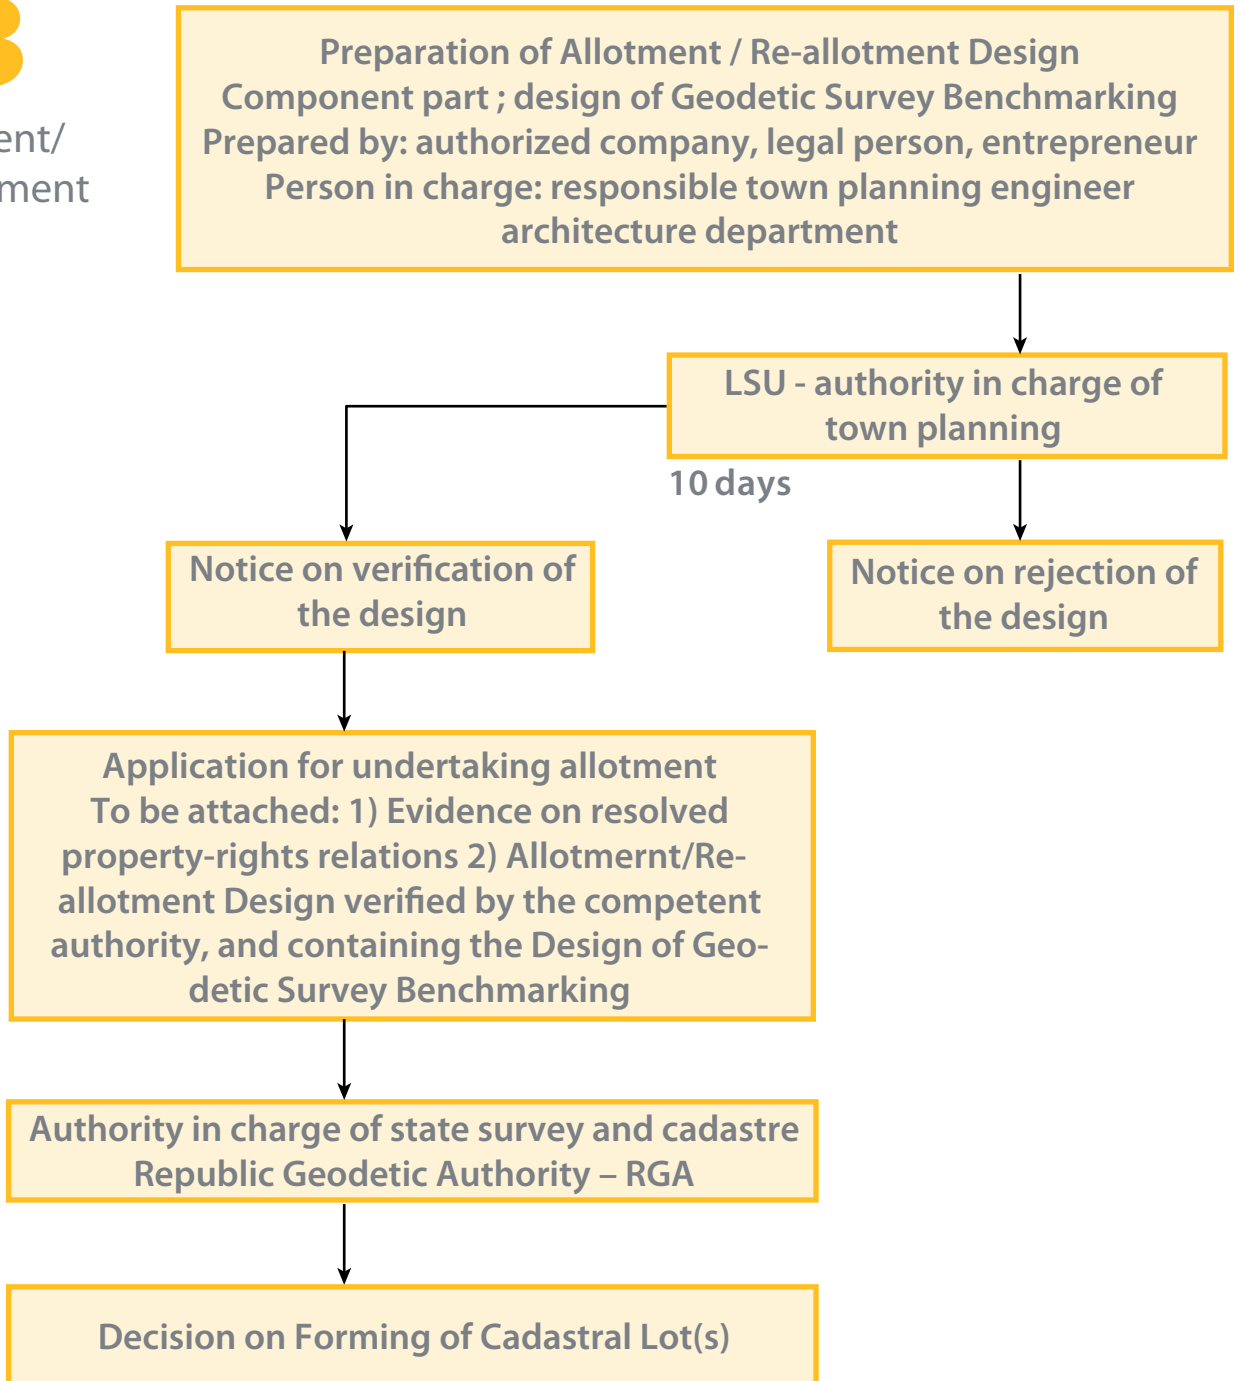 Preparation of Allotment / Re-allotment Design
Component part ; design of Geodetic Survey Benchmarking
Prepared by: authorized company, legal person, entrepreneur
Person in charge: responsible town planning engineer
architecture department
LSU - authority in charge of
town planning
10 days
Notice on verification of
the design
Notice on rejection of
the design
Application for undertaking allotment
To be attached: 1) Evidence on resolved
property-rights relations 2) Allotmernt/Re-
allotment Design verified by the competent
authority, and containing the Design of Geo-
detic Survey Benchmarking
Authority in charge of state survey and cadastre
Republic Geodetic Authority – RGA
Decision on Forming of Cadastral Lot(s)